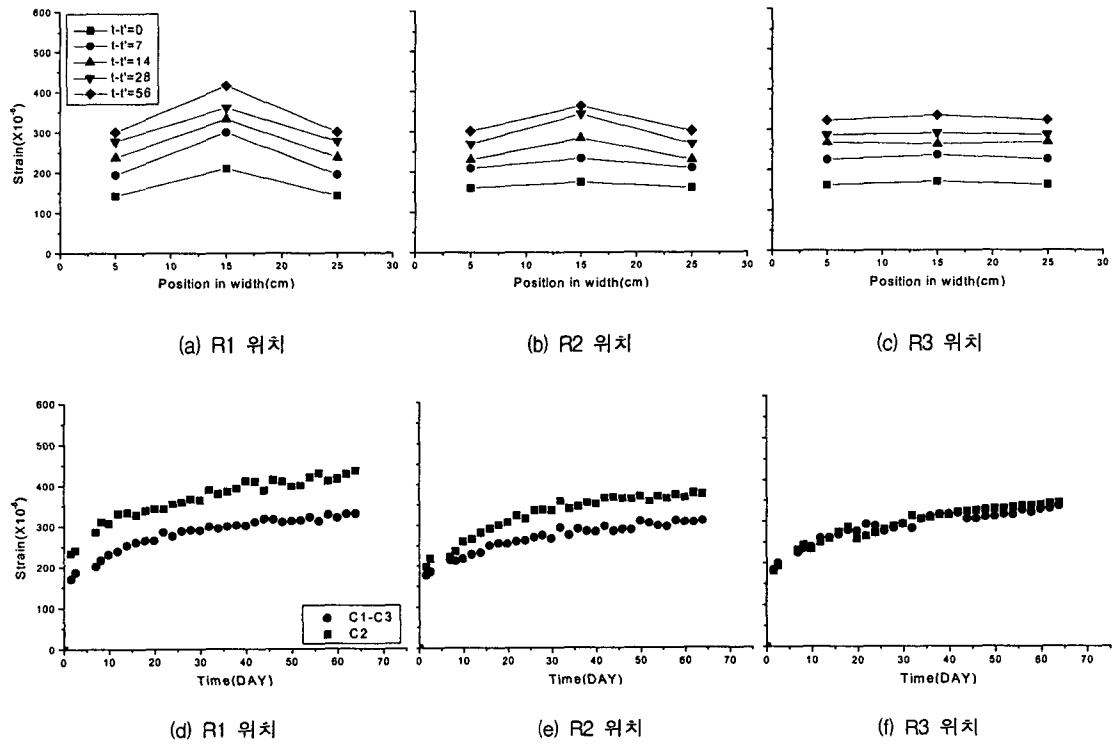 600
500
400
300
200
100
0
Strain(X10⁻⁶)
t-t'=0
t-t'=7
t-t'=14
t-t'=28
t-t'=56
0 5 10 15 20 25 30
Position in width(cm)
0 5 10 15 20 25 30
Position in width(cm)
0 5 10 15 20 25 30
Position in width(cm)
(a) R1 위치
(b) R2 위치
(c) R3 위치
600
500
400
300
200
100
0
Strain(X10⁻⁶)
C1-C3
C2
0 10 20 30 40 50 60 70
Time(DAY)
0 10 20 30 40 50 60 70
Time(DAY)
0 10 20 30 40 50 60 70
Time(DAY)
(d) R1 위치
(e) R2 위치
(f) R3 위치